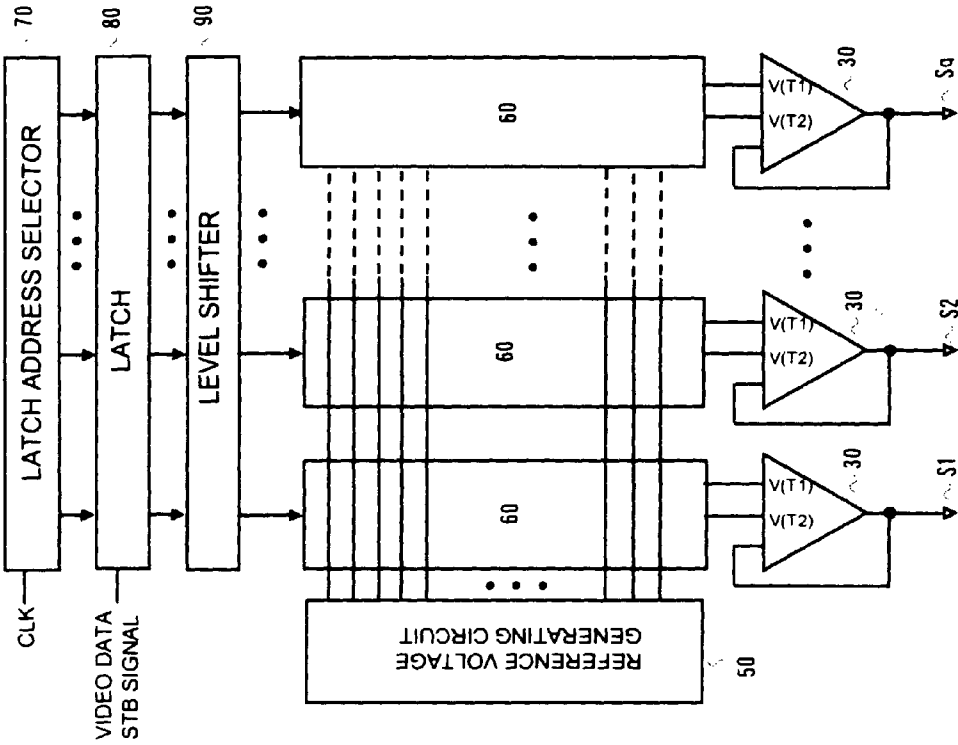 CLK
LATCH ADDRESS SELECTOR
70
VIDEO DATA
STB SIGNAL
LATCH
80
LEVEL SHIFTER
90
REFERENCE VOLTAGE
GENERATING CIRCUIT
50
60
60
60
V(T1)
V(T2)
30
S1
V(T1)
V(T2)
30
S2
V(T1)
V(T2)
30
Sq